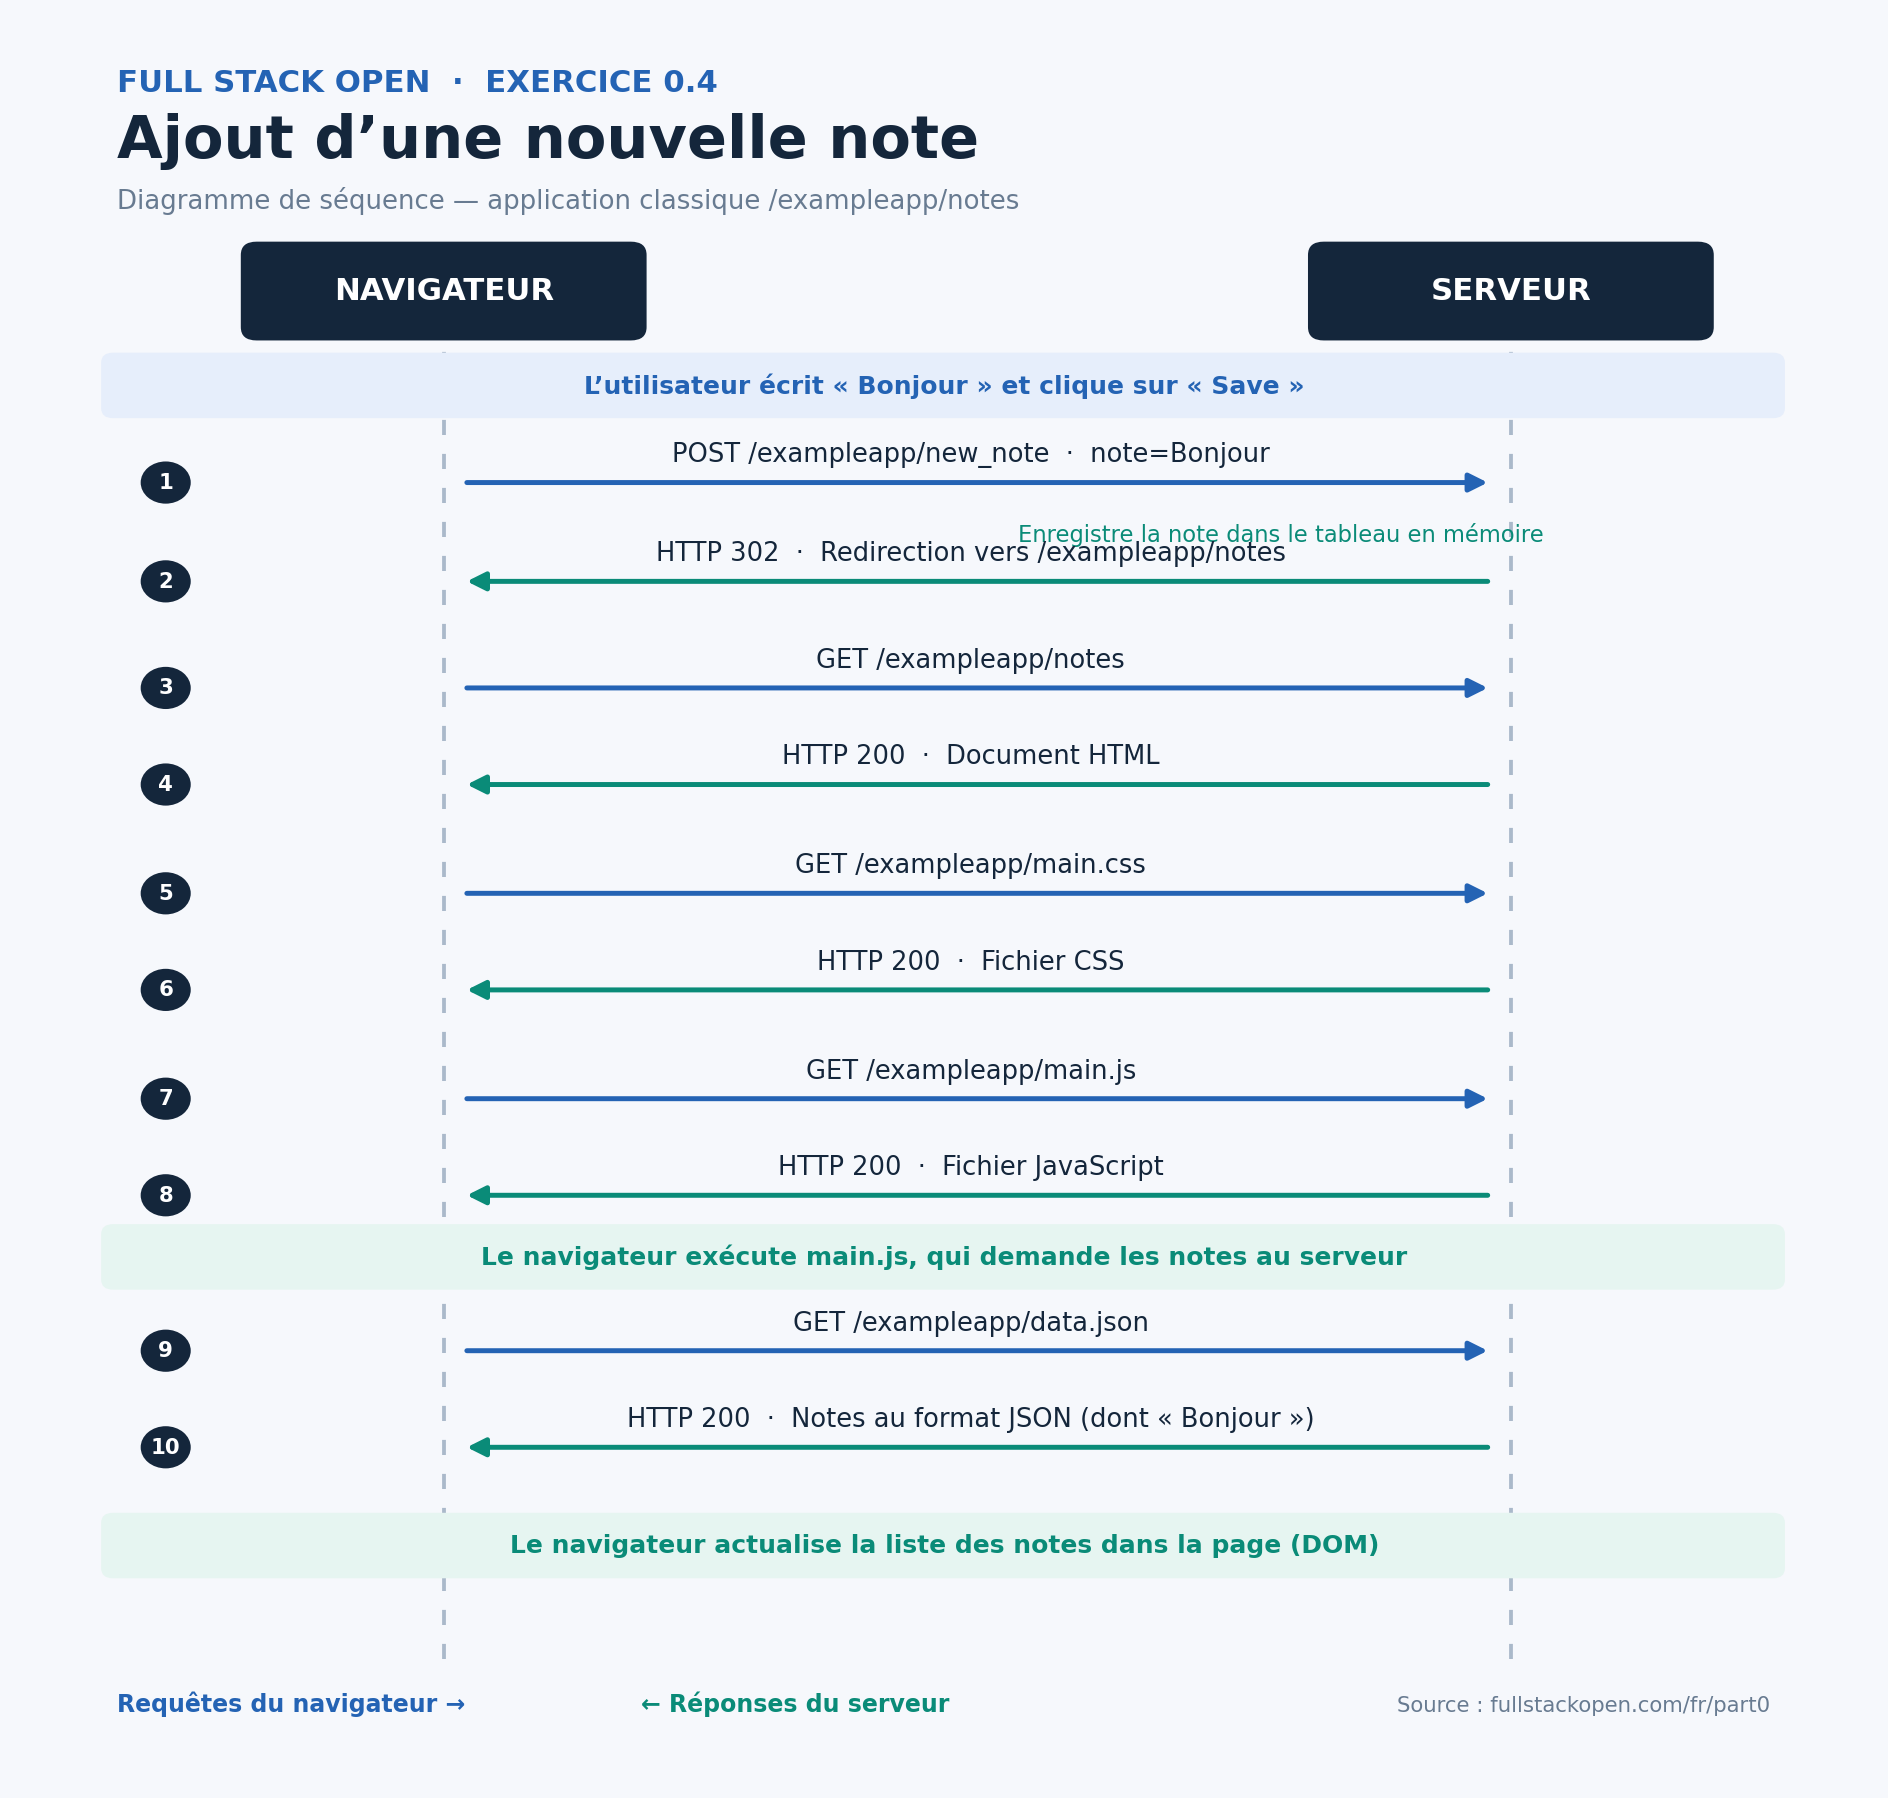 FULL STACK OPEN · EXERCICE 0.4
Ajout d’une nouvelle note
Diagramme de séquence — application classique /exampleapp/notes
NAVIGATEUR
SERVEUR
L’utilisateur écrit « Bonjour » et clique sur « Save »
POST /exampleapp/new_note · note=Bonjour
1
Enregistre la note dans le tableau en mémoire
HTTP 302 · Redirection vers /exampleapp/notes
2
GET /exampleapp/notes
3
HTTP 200 · Document HTML
4
GET /exampleapp/main.css
5
HTTP 200 · Fichier CSS
6
GET /exampleapp/main.js
7
HTTP 200 · Fichier JavaScript
8
Le navigateur exécute main.js, qui demande les notes au serveur
GET /exampleapp/data.json
9
HTTP 200 · Notes au format JSON (dont « Bonjour »)
10
Le navigateur actualise la liste des notes dans la page (DOM)
Requêtes du navigateur →
← Réponses du serveur
Source : fullstackopen.com/fr/part0